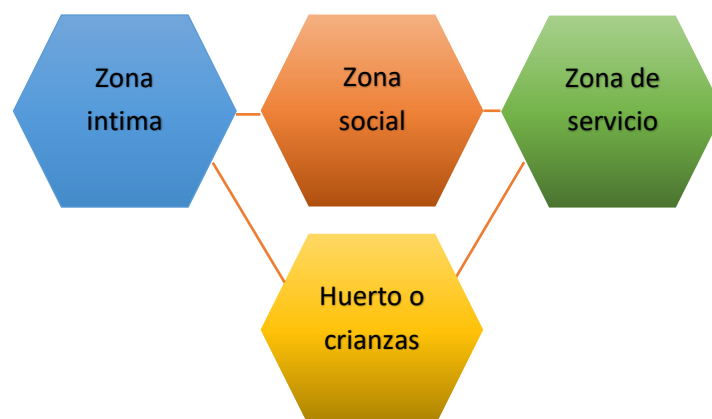 Zona
intima
Zona
social
Zona de
servicio
Huerto o
crianzas